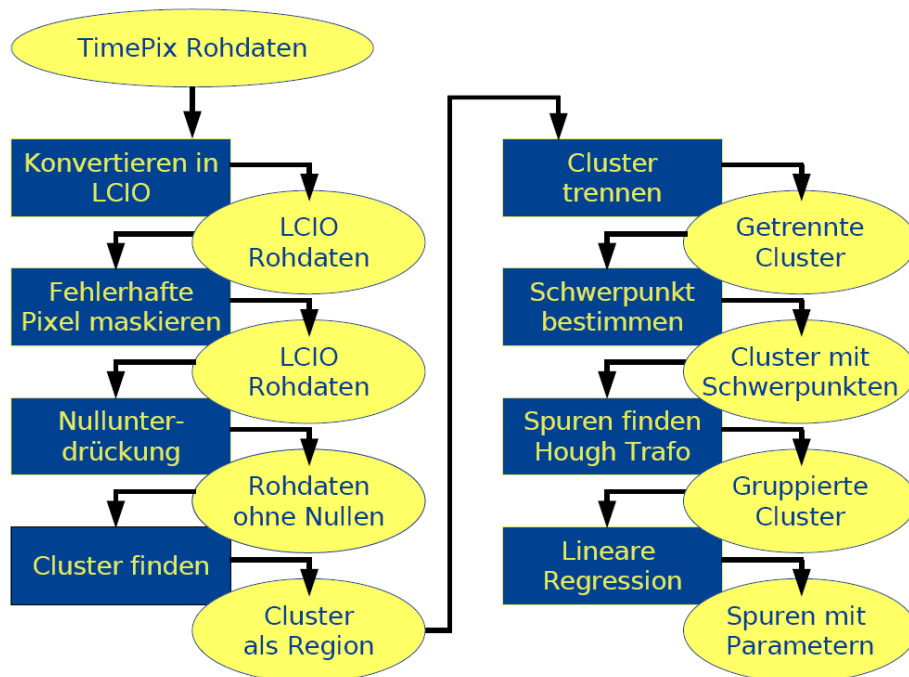 TimePix Rohdaten
Konvertieren in
LCIO
LCIO
Rohdaten
Fehlerhafte
Pixel maskieren
LCIO
Rohdaten
Nullunter-
drückung
Rohdaten
ohne Nullen
Cluster finden
Cluster
als Region
Cluster
trennen
Getrennte
Cluster
Schwerpunkt
bestimmen
Cluster mit
Schwerpunkten
Spuren finden
Hough Trafo
Gruppierte
Cluster
Lineare
Regression
Spuren mit
Parametern